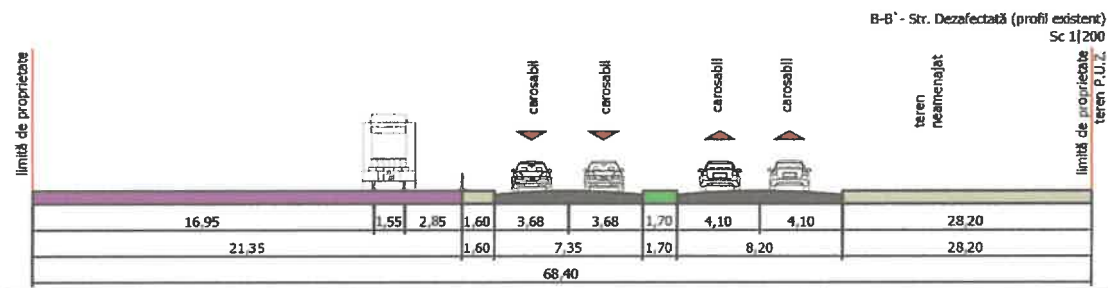 B-B`- Str. Dezafectată (profil existent)
Sc 1|200
limită de proprietate
carosabil
carosabil
carosabil
carosabil
teren
neamenajat
limită de proprietate
teren P.U.Z.
16,95 1,55 2,85 1,60 3,68 3,68 1,70 4,10 4,10 28,20
21,35 1,60 7,35 1,70 8,20 28,20
68,40